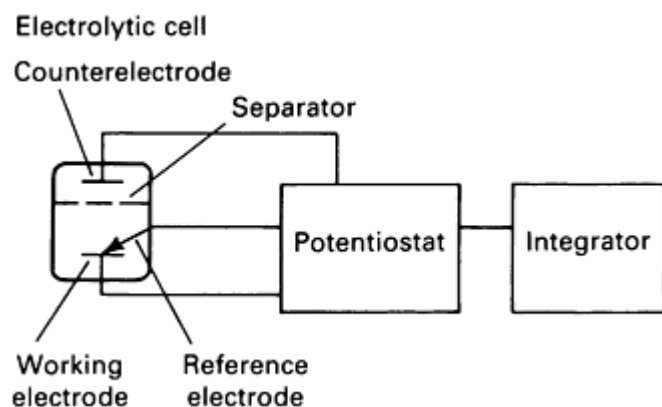 Electrolytic cell
Counterelectrode
Separator
Potentiostat
Integrator
Working
electrode
Reference
electrode